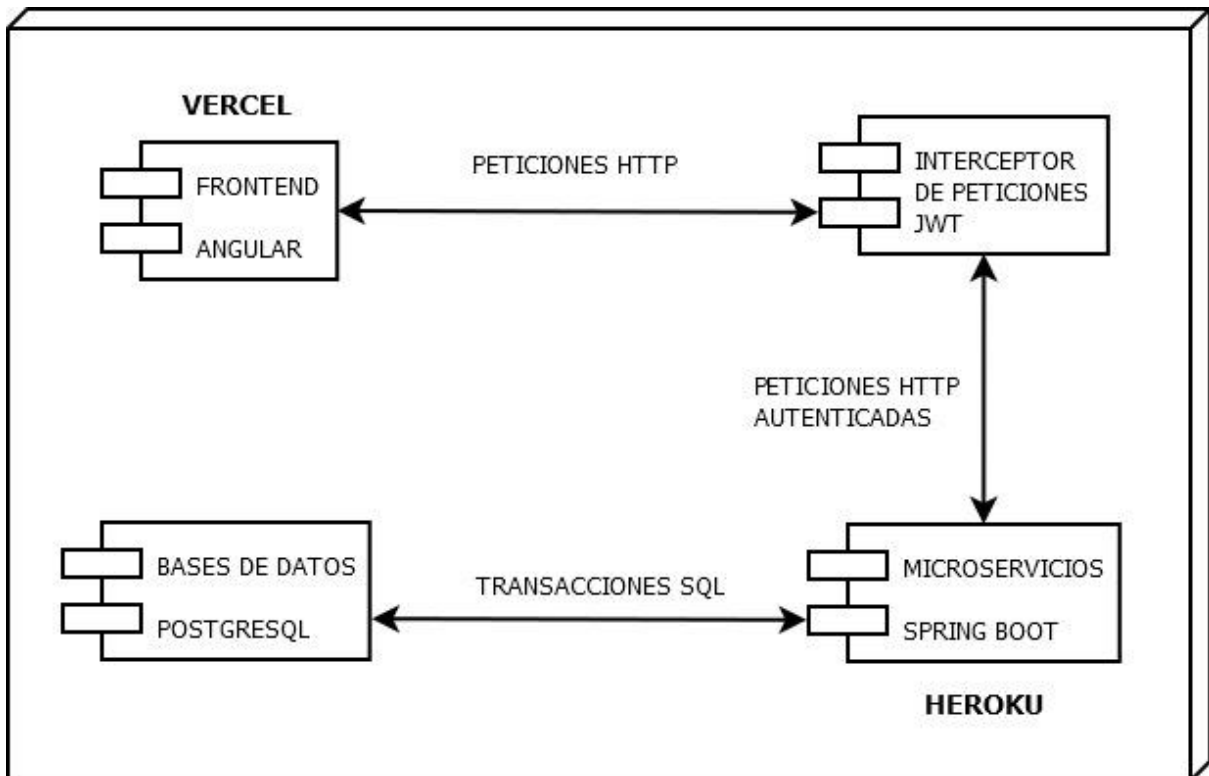 VERCEL
FRONTEND
ANGULAR
PETICIONES HTTP
INTERCEPTOR
DE PETICIONES
JWT
PETICIONES HTTP
AUTENTICADAS
BASES DE DATOS
POSTGRESQL
TRANSACCIONES SQL
MICROSERVICIOS
SPRING BOOT
HEROKU